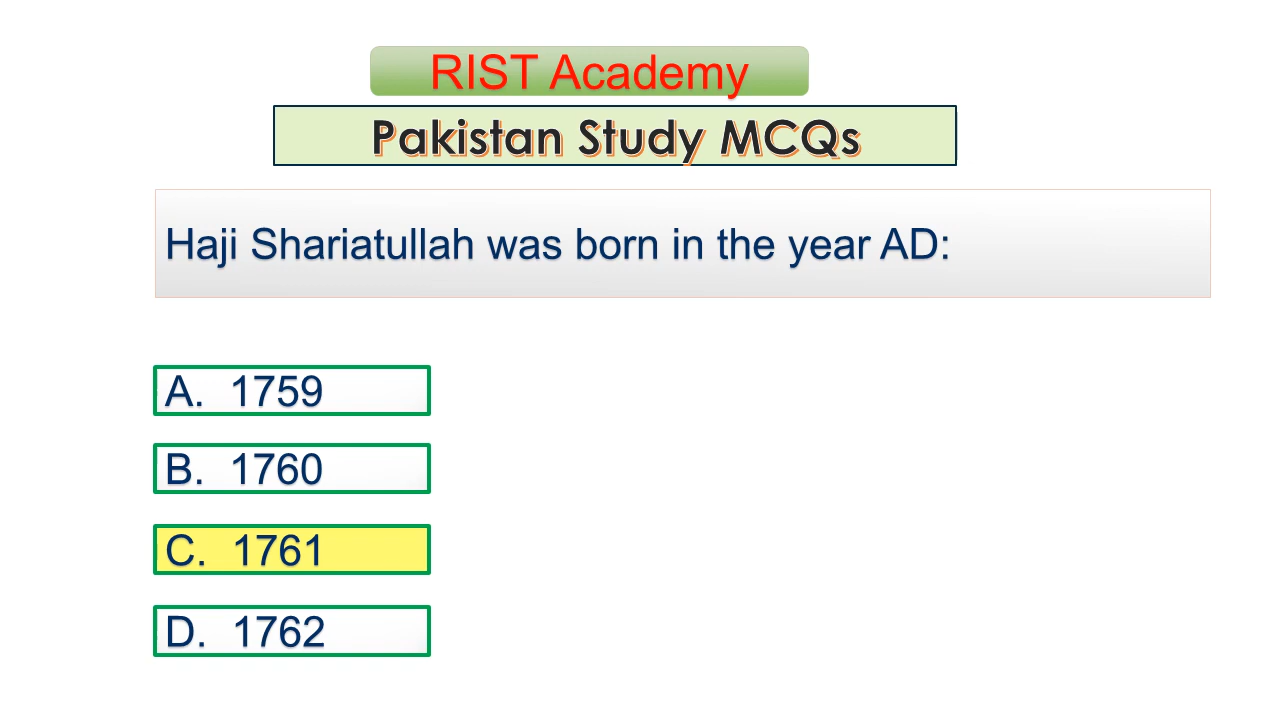 RIST Academy
Pakistan Study MCQs
Haji Shariatullah was born in the year AD:
A. 1759
B. 1760
C. 1761
D. 1762